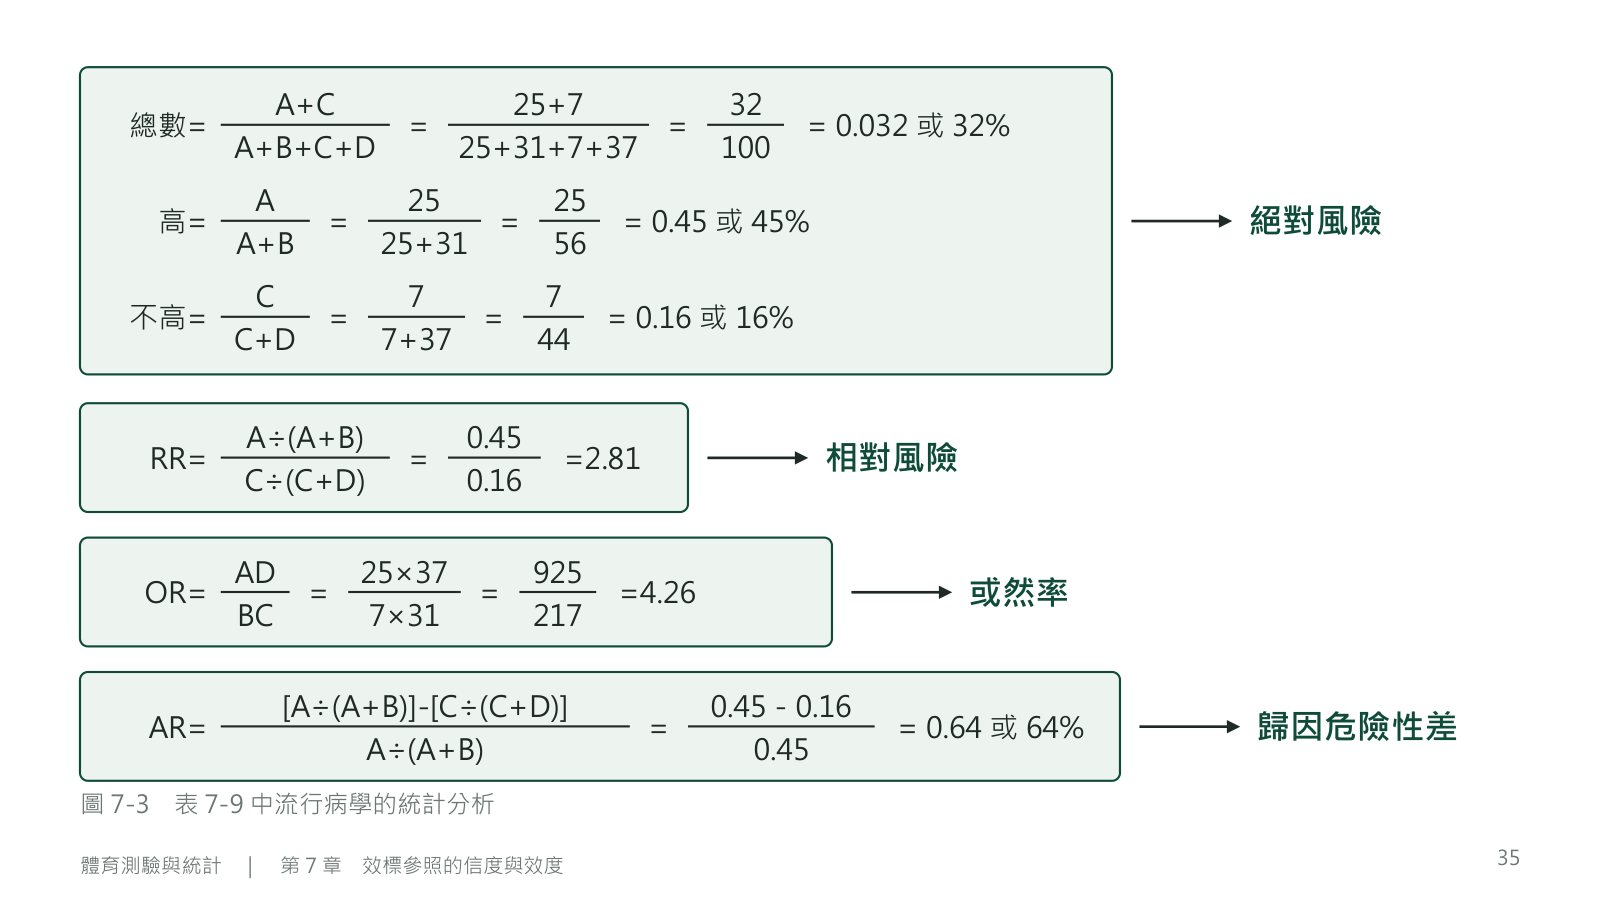 總數= A+C / A+B+C+D = 25+7 / 25+31+7+37 = 32 / 100 = 0.032 或 32%
高= A / A+B = 25 / 25+31 = 25 / 56 = 0.45 或 45%
不高= C / C+D = 7 / 7+37 = 7 / 44 = 0.16 或 16%
絕對風險
RR= A÷(A+B) / C÷(C+D) = 0.45 / 0.16 =2.81
相對風險
OR= AD / BC = 25×37 / 7×31 = 925 / 217 =4.26
或然率
AR= [A÷(A+B)]-[C÷(C+D)] / A÷(A+B) = 0.45 - 0.16 / 0.45 = 0.64 或 64%
歸因危險性差
圖 7-3　表 7-9 中流行病學的統計分析
體育測驗與統計　|　第 7 章　效標參照的信度與效度
35